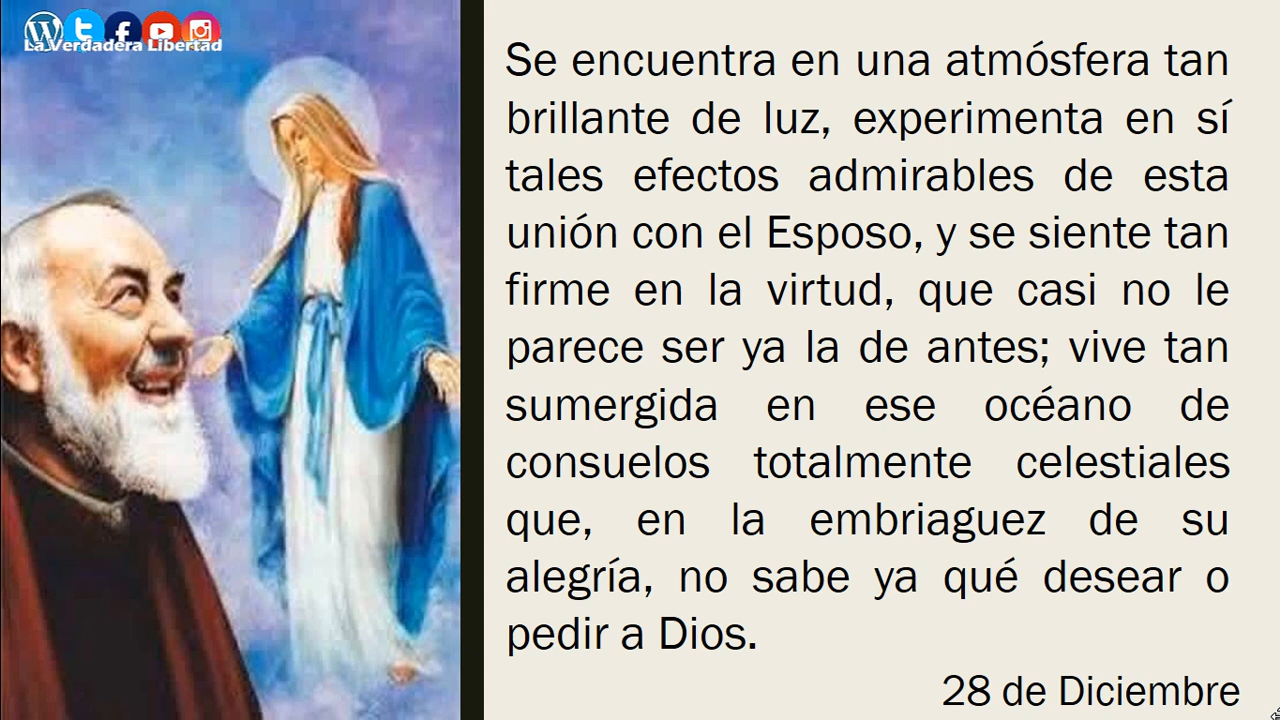 La Verdadera Libertad
Se encuentra en una atmósfera tan
brillante de luz, experimenta en sí
tales efectos admirables de esta
unión con el Esposo, y se siente tan
firme en la virtud, que casi no le
parece ser ya la de antes; vive tan
sumergida en ese océano de
consuelos totalmente celestiales
que, en la embriaguez de su
alegría, no sabe ya qué desear o
pedir a Dios.
28 de Diciembre